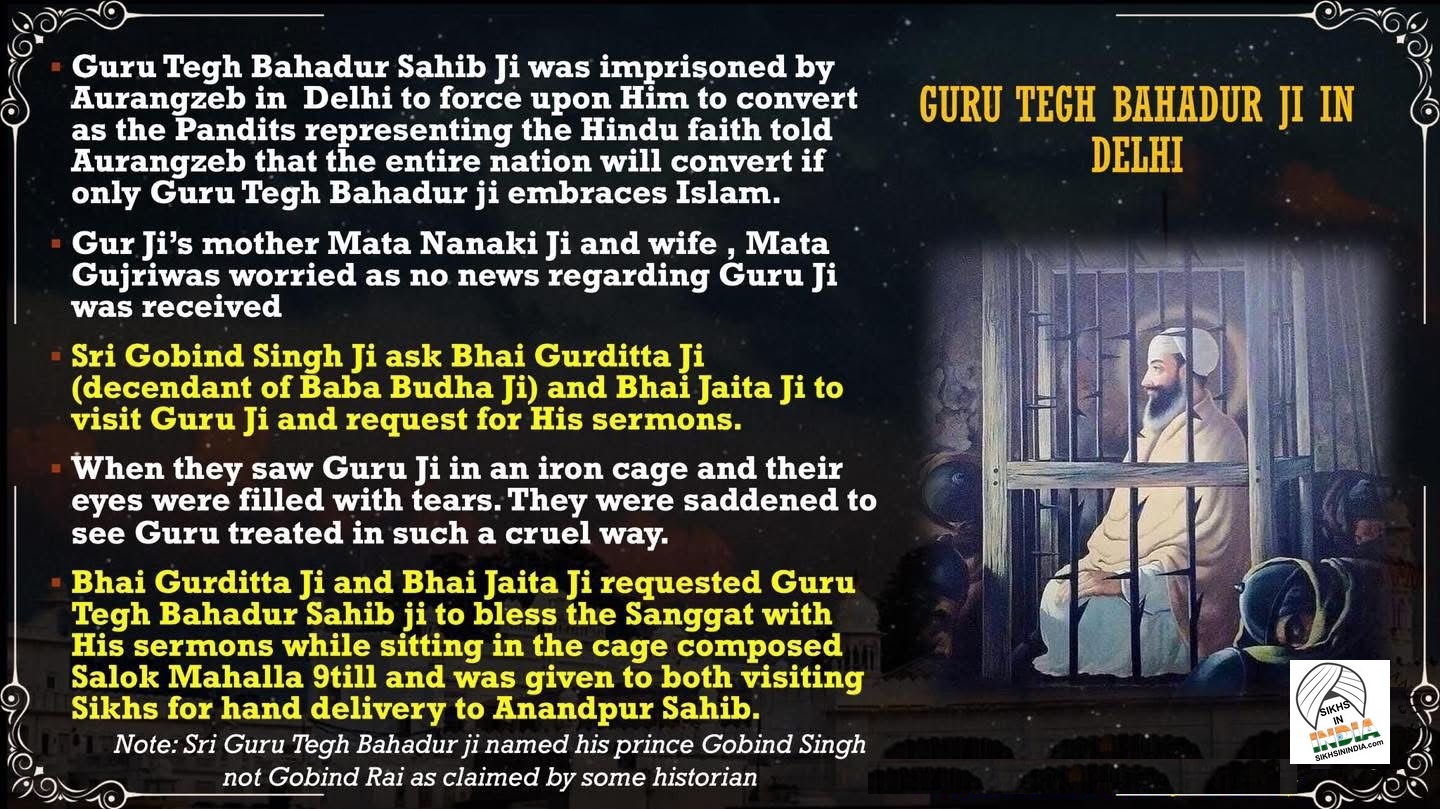 Guru Tegh Bahadur Sahib Ji was imprisoned by
Aurangzeb in  Delhi to force upon Him to convert
as the Pandits representing the Hindu faith told
Aurangzeb that the entire nation will convert if
only Guru Tegh Bahadur ji embraces Islam.
Gur Ji’s mother Mata Nanaki Ji and wife , Mata
Gujriwas worried as no news regarding Guru Ji
was received
Sri Gobind Singh Ji ask Bhai Gurditta Ji
(decendant of Baba Budha Ji) and Bhai Jaita Ji to
visit Guru Ji and request for His sermons.
When they saw Guru Ji in an iron cage and their
eyes were filled with tears. They were saddened to
see Guru treated in such a cruel way.
Bhai Gurditta Ji and Bhai Jaita Ji requested Guru
Tegh Bahadur Sahib ji to bless the Sanggat with
His sermons while sitting in the cage composed
Salok Mahalla 9till and was given to both visiting
Sikhs for hand delivery to Anandpur Sahib.
Note: Sri Guru Tegh Bahadur ji named his prince Gobind Singh
not Gobind Rai as claimed by some historian
GURU TEGH BAHADUR JI IN
DELHI
SIKHS
IN
INDIA
SIKHSININDIA.com